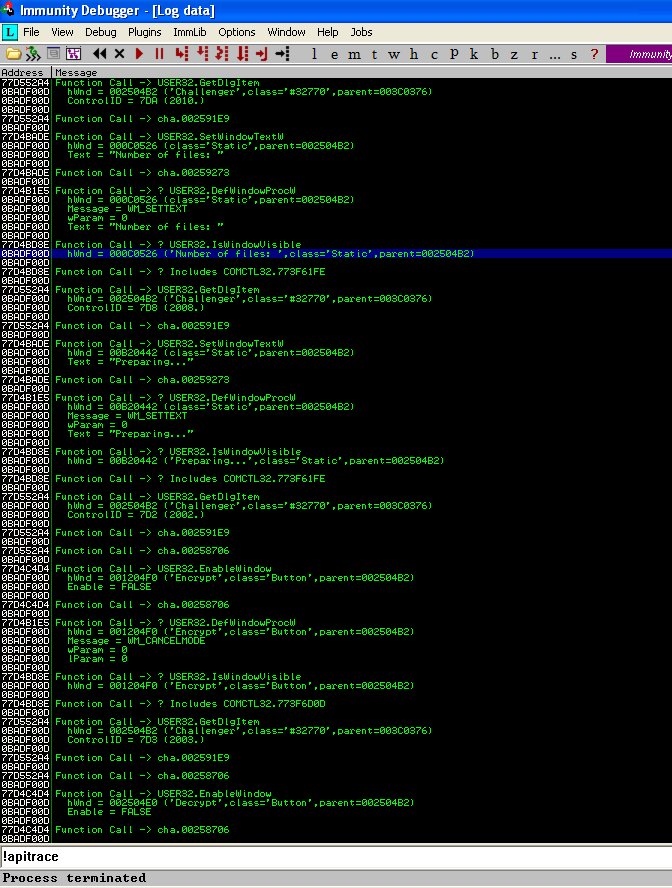 Immunity Debugger - [Log data]
L File View Debug Plugins ImmLib Options Window Help Jobs
l e m t w h c p k b z r ... s ? Immunity
Address Message
77D552A4 Function Call -> USER32.GetDlgItem
0BADF00D hWnd = 002504B2 ('Challenger',class='#32770',parent=003C0376)
0BADF00D ControlID = 7DA (2010.)
0BADF00D
77D552A4 Function Call -> cha.002591E9
0BADF00D
77D4BADE Function Call -> USER32.SetWindowTextW
0BADF00D hWnd = 000C0526 (class='Static',parent=002504B2)
0BADF00D Text = "Number of files: "
0BADF00D
77D4BADE Function Call -> cha.00259273
0BADF00D
77D4B1E5 Function Call -> ? USER32.DefWindowProcW
0BADF00D hWnd = 000C0526 (class='Static',parent=002504B2)
0BADF00D Message = WM_SETTEXT
0BADF00D wParam = 0
0BADF00D Text = "Number of files: "
0BADF00D
77D4BD8E Function Call -> ? USER32.IsWindowVisible
0BADF00D hWnd = 000C0526 ('Number of files: ',class='Static',parent=002504B2)
0BADF00D
77D4BD8E Function Call -> ? Includes COMCTL32.773F61FE
0BADF00D
77D552A4 Function Call -> USER32.GetDlgItem
0BADF00D hWnd = 002504B2 ('Challenger',class='#32770',parent=003C0376)
0BADF00D ControlID = 7D8 (2008.)
0BADF00D
77D552A4 Function Call -> cha.002591E9
0BADF00D
77D4BADE Function Call -> USER32.SetWindowTextW
0BADF00D hWnd = 00B20442 (class='Static',parent=002504B2)
0BADF00D Text = "Preparing..."
0BADF00D
77D4BADE Function Call -> cha.00259273
0BADF00D
77D4B1E5 Function Call -> ? USER32.DefWindowProcW
0BADF00D hWnd = 00B20442 (class='Static',parent=002504B2)
0BADF00D Message = WM_SETTEXT
0BADF00D wParam = 0
0BADF00D Text = "Preparing..."
0BADF00D
77D4BD8E Function Call -> ? USER32.IsWindowVisible
0BADF00D hWnd = 00B20442 ('Preparing...',class='Static',parent=002504B2)
0BADF00D
77D4BD8E Function Call -> ? Includes COMCTL32.773F61FE
0BADF00D
77D552A4 Function Call -> USER32.GetDlgItem
0BADF00D hWnd = 002504B2 ('Challenger',class='#32770',parent=003C0376)
0BADF00D ControlID = 7D2 (2002.)
0BADF00D
77D552A4 Function Call -> cha.002591E9
0BADF00D
77D552A4 Function Call -> cha.00258706
0BADF00D
77D4C4D4 Function Call -> USER32.EnableWindow
0BADF00D hWnd = 001204F0 ('Encrypt',class='Button',parent=002504B2)
0BADF00D Enable = FALSE
0BADF00D
77D4C4D4 Function Call -> cha.00258706
0BADF00D
77D4B1E5 Function Call -> ? USER32.DefWindowProcW
0BADF00D hWnd = 001204F0 ('Encrypt',class='Button',parent=002504B2)
0BADF00D Message = WM_CANCELMODE
0BADF00D wParam = 0
0BADF00D lParam = 0
0BADF00D
77D4BD8E Function Call -> ? USER32.IsWindowVisible
0BADF00D hWnd = 001204F0 ('Encrypt',class='Button',parent=002504B2)
0BADF00D
77D4BD8E Function Call -> ? Includes COMCTL32.773F6D0D
0BADF00D
77D552A4 Function Call -> USER32.GetDlgItem
0BADF00D hWnd = 002504B2 ('Challenger',class='#32770',parent=003C0376)
0BADF00D ControlID = 7D3 (2003.)
0BADF00D
77D552A4 Function Call -> cha.002591E9
0BADF00D
77D552A4 Function Call -> cha.00258706
0BADF00D
77D4C4D4 Function Call -> USER32.EnableWindow
0BADF00D hWnd = 002504E0 ('Decrypt',class='Button',parent=002504B2)
0BADF00D Enable = FALSE
0BADF00D
77D4C4D4 Function Call -> cha.00258706
0BADF00D
!apitrace
Process terminated